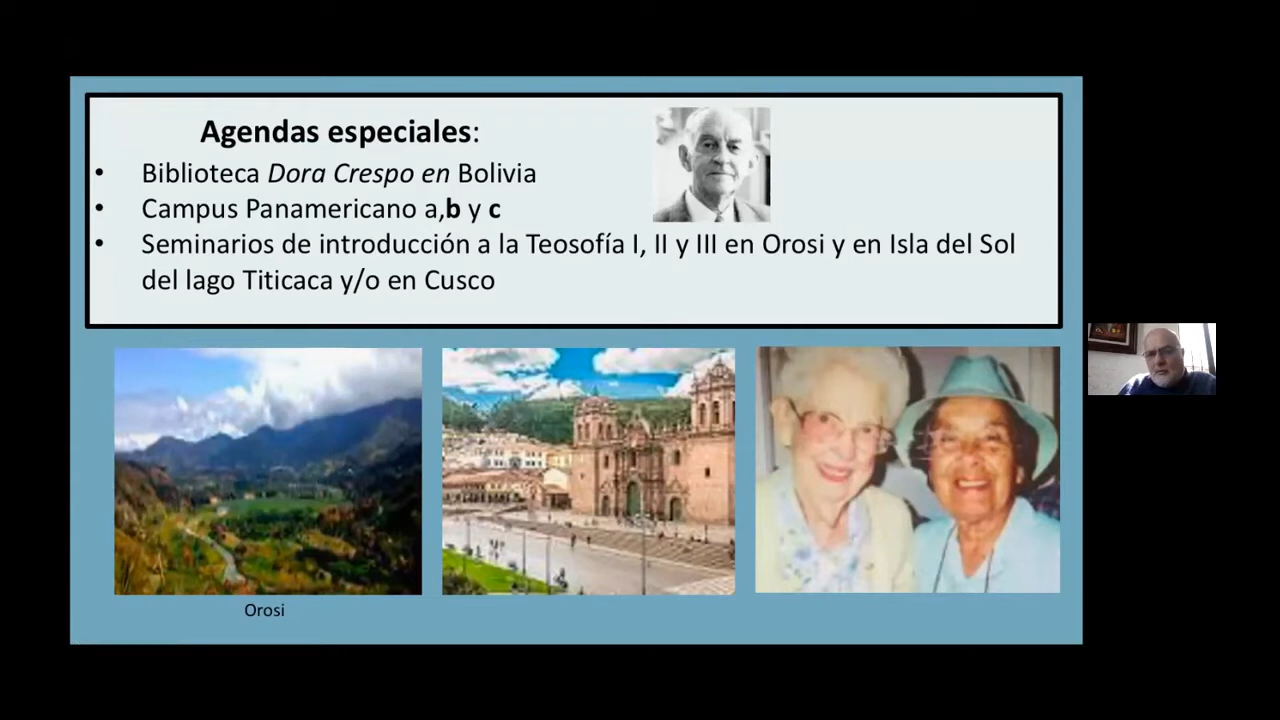 Agendas especiales:
• Biblioteca Dora Crespo en Bolivia
• Campus Panamericano a,b y c
• Seminarios de introducción a la Teosofía I, II y III en Orosi y en Isla del Sol
del lago Titicaca y/o en Cusco
Orosi